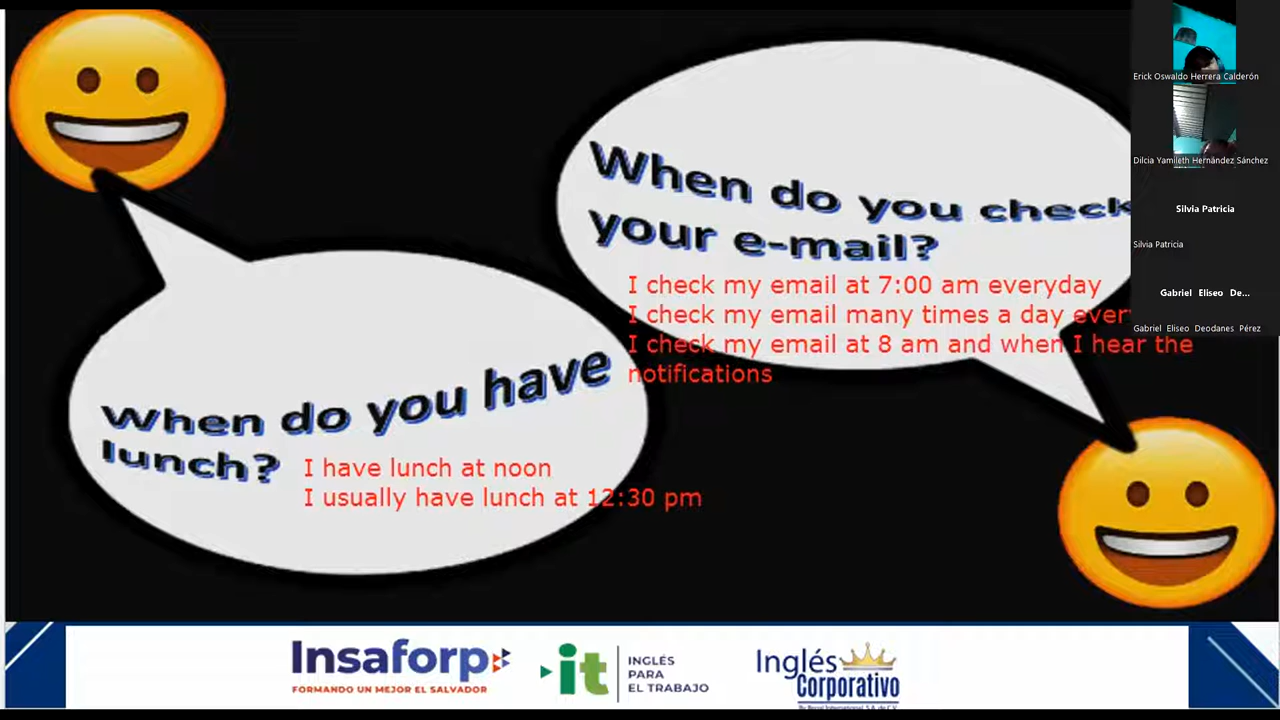 When do you check
your e-mail?
I check my email at 7:00 am everyday
I check my email many times a day
I check my email at 8 am and when I hear the
notifications
When do you have
lunch?
I have lunch at noon
I usually have lunch at 12:30 pm
Erick Oswaldo Herrera Calderón
Dilcia Yamileth Hernández Sánchez
Silvia Patricia
Silvia Patricia
Gabriel Eliseo De...
Gabriel Eliseo Deodanes Pérez
Insaforp
FORMANDO UN MEJOR EL SALVADOR
it
INGLÉS
PARA
EL TRABAJO
Inglés
Corporativo